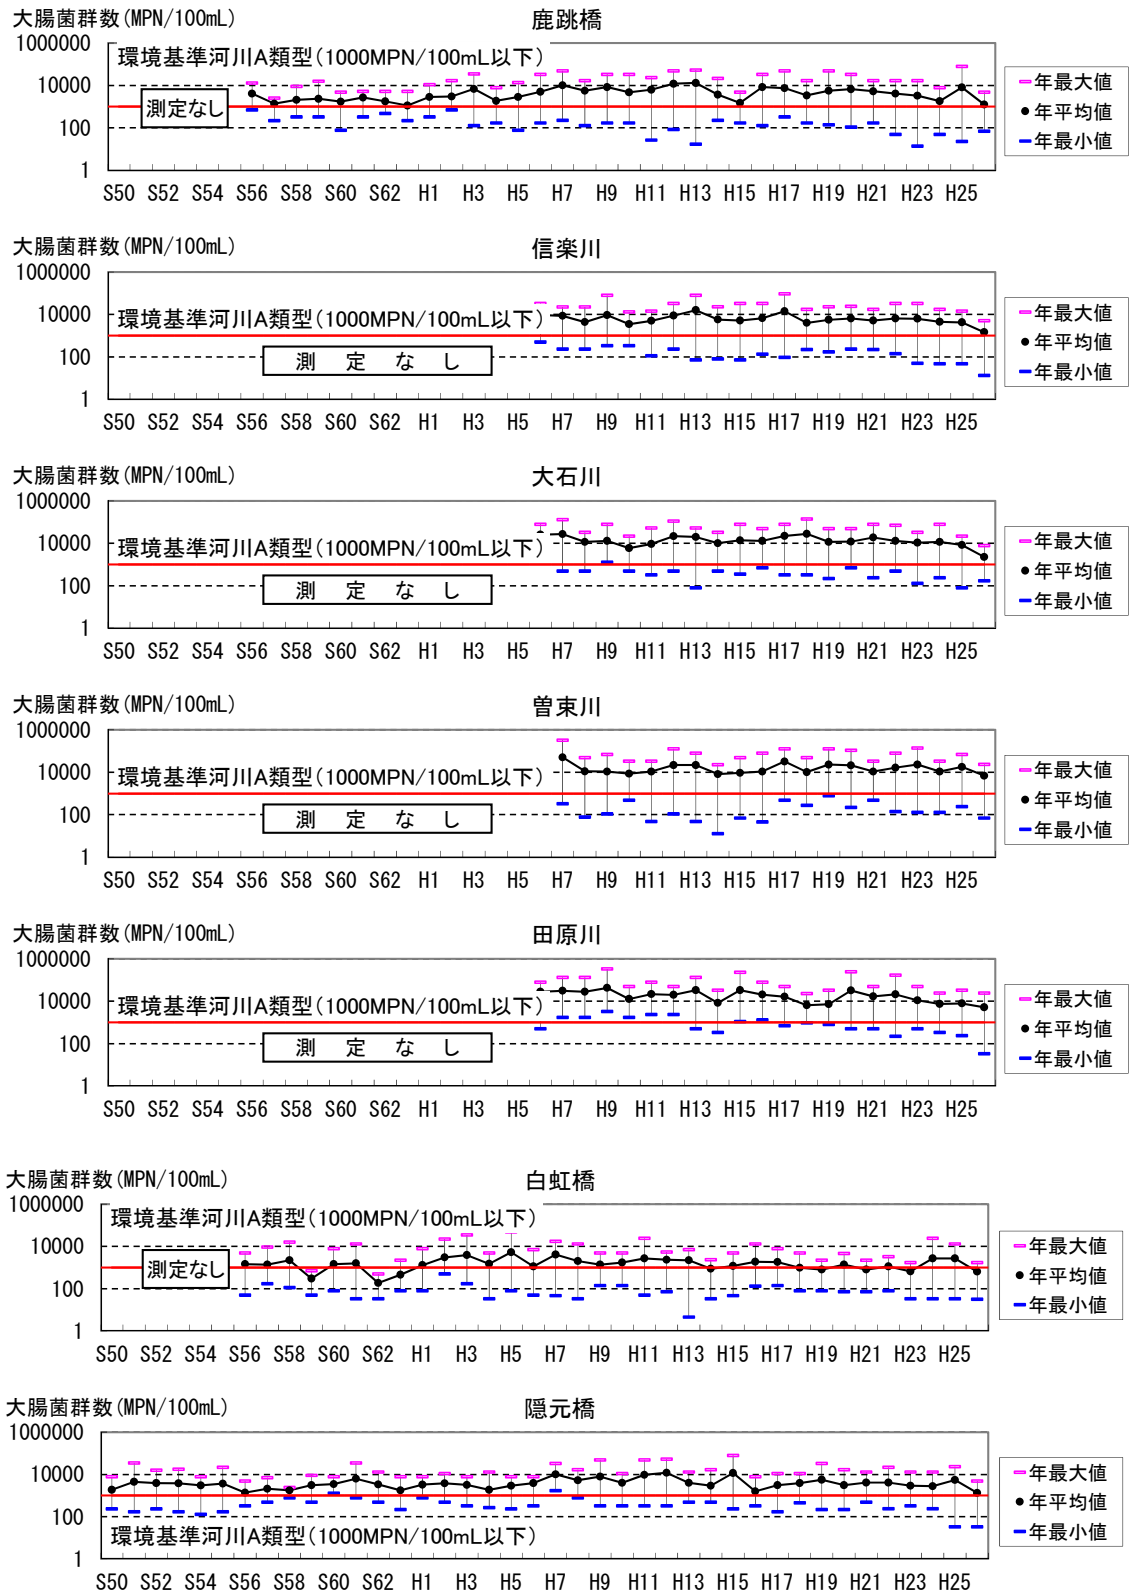 大腸菌群数(MPN/100mL)
鹿跳橋
1000000
環境基準河川A類型(1000MPN/100mL以下)
10000
測定なし
100
1
S50 S52 S54 S56 S58 S60 S62 H1 H3 H5 H7 H9 H11 H13 H15 H17 H19 H21 H23 H25
年最大値
年平均値
年最小値
大腸菌群数(MPN/100mL)
信楽川
1000000
10000
環境基準河川A類型(1000MPN/100mL以下)
100
測 定 な し
1
S50 S52 S54 S56 S58 S60 S62 H1 H3 H5 H7 H9 H11 H13 H15 H17 H19 H21 H23 H25
年最大値
年平均値
年最小値
大腸菌群数(MPN/100mL)
大石川
1000000
10000
環境基準河川A類型(1000MPN/100mL以下)
100
測 定 な し
1
S50 S52 S54 S56 S58 S60 S62 H1 H3 H5 H7 H9 H11 H13 H15 H17 H19 H21 H23 H25
年最大値
年平均値
年最小値
大腸菌群数(MPN/100mL)
曽束川
1000000
10000
環境基準河川A類型(1000MPN/100mL以下)
100
測 定 な し
1
S50 S52 S54 S56 S58 S60 S62 H1 H3 H5 H7 H9 H11 H13 H15 H17 H19 H21 H23 H25
年最大値
年平均値
年最小値
大腸菌群数(MPN/100mL)
田原川
1000000
10000
環境基準河川A類型(1000MPN/100mL以下)
100
測 定 な し
1
S50 S52 S54 S56 S58 S60 S62 H1 H3 H5 H7 H9 H11 H13 H15 H17 H19 H21 H23 H25
年最大値
年平均値
年最小値
大腸菌群数(MPN/100mL)
白虹橋
1000000
環境基準河川A類型(1000MPN/100mL以下)
10000
測定なし
100
1
S50 S52 S54 S56 S58 S60 S62 H1 H3 H5 H7 H9 H11 H13 H15 H17 H19 H21 H23 H25
年最大値
年平均値
年最小値
大腸菌群数(MPN/100mL)
隠元橋
1000000
10000
100
環境基準河川A類型(1000MPN/100mL以下)
1
S50 S52 S54 S56 S58 S60 S62 H1 H3 H5 H7 H9 H11 H13 H15 H17 H19 H21 H23 H25
年最大値
年平均値
年最小値